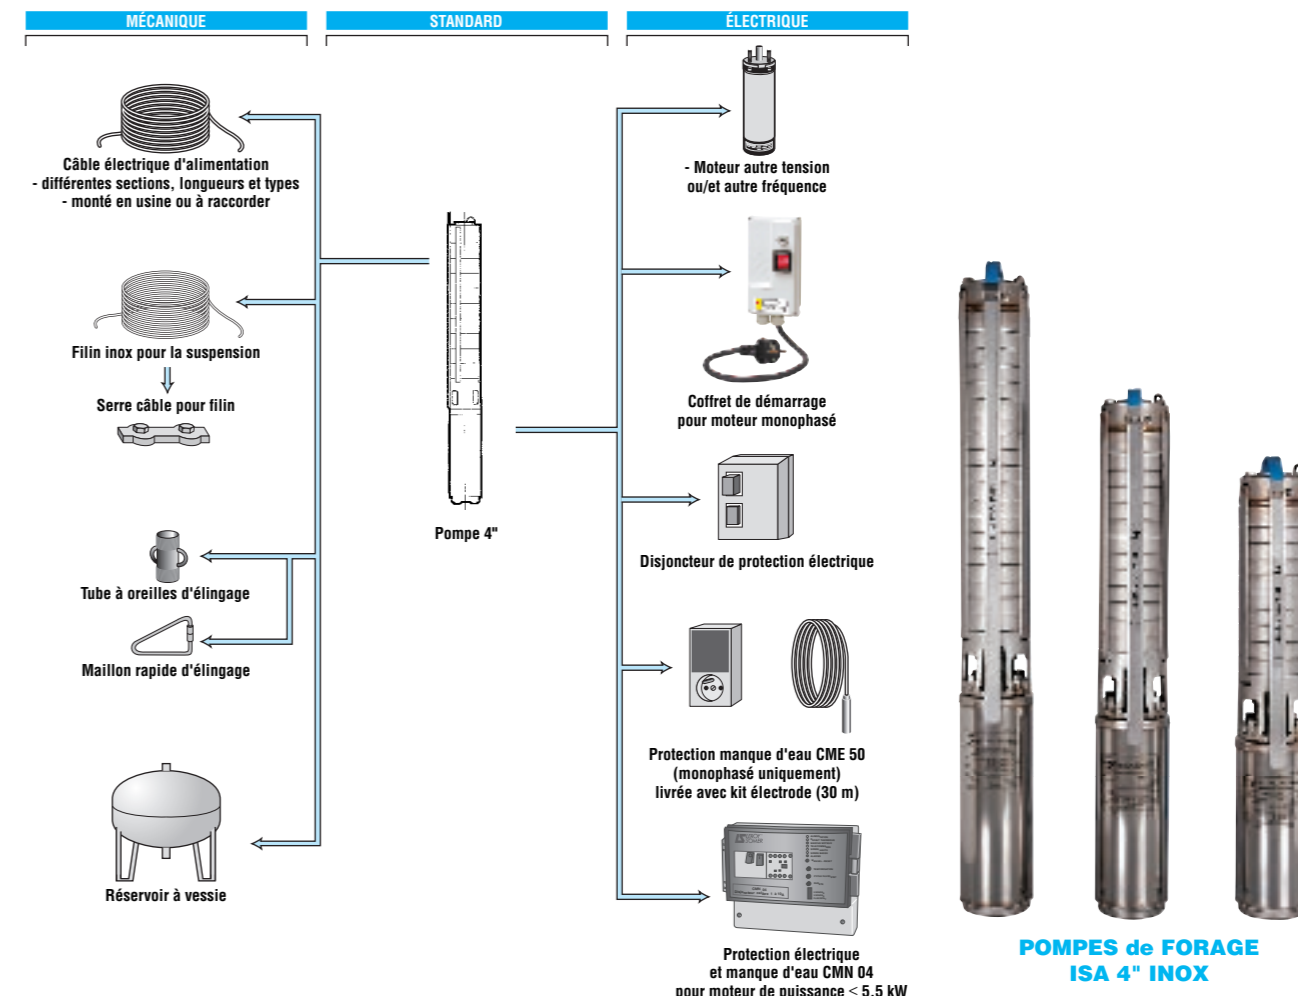 MÉCANIQUE
STANDARD
ÉLECTRIQUE
Câble électrique d'alimentation
- différentes sections, longueurs et types
- monté en usine ou à raccorder
Filin inox pour la suspension
Serre câble pour filin
Tube à oreilles d'élingage
Maillon rapide d'élingage
Réservoir à vessie
Pompe 4"
- Moteur autre tension
ou/et autre fréquence
Coffret de démarrage
pour moteur monophasé
Disjoncteur de protection électrique
Protection manque d'eau CME 50
(monophasé uniquement)
livrée avec kit électrode (30 m)
Protection électrique
et manque d'eau CMN 04
pour moteur de puissance ≤ 5,5 kW
POMPES de FORAGE
ISA 4" INOX